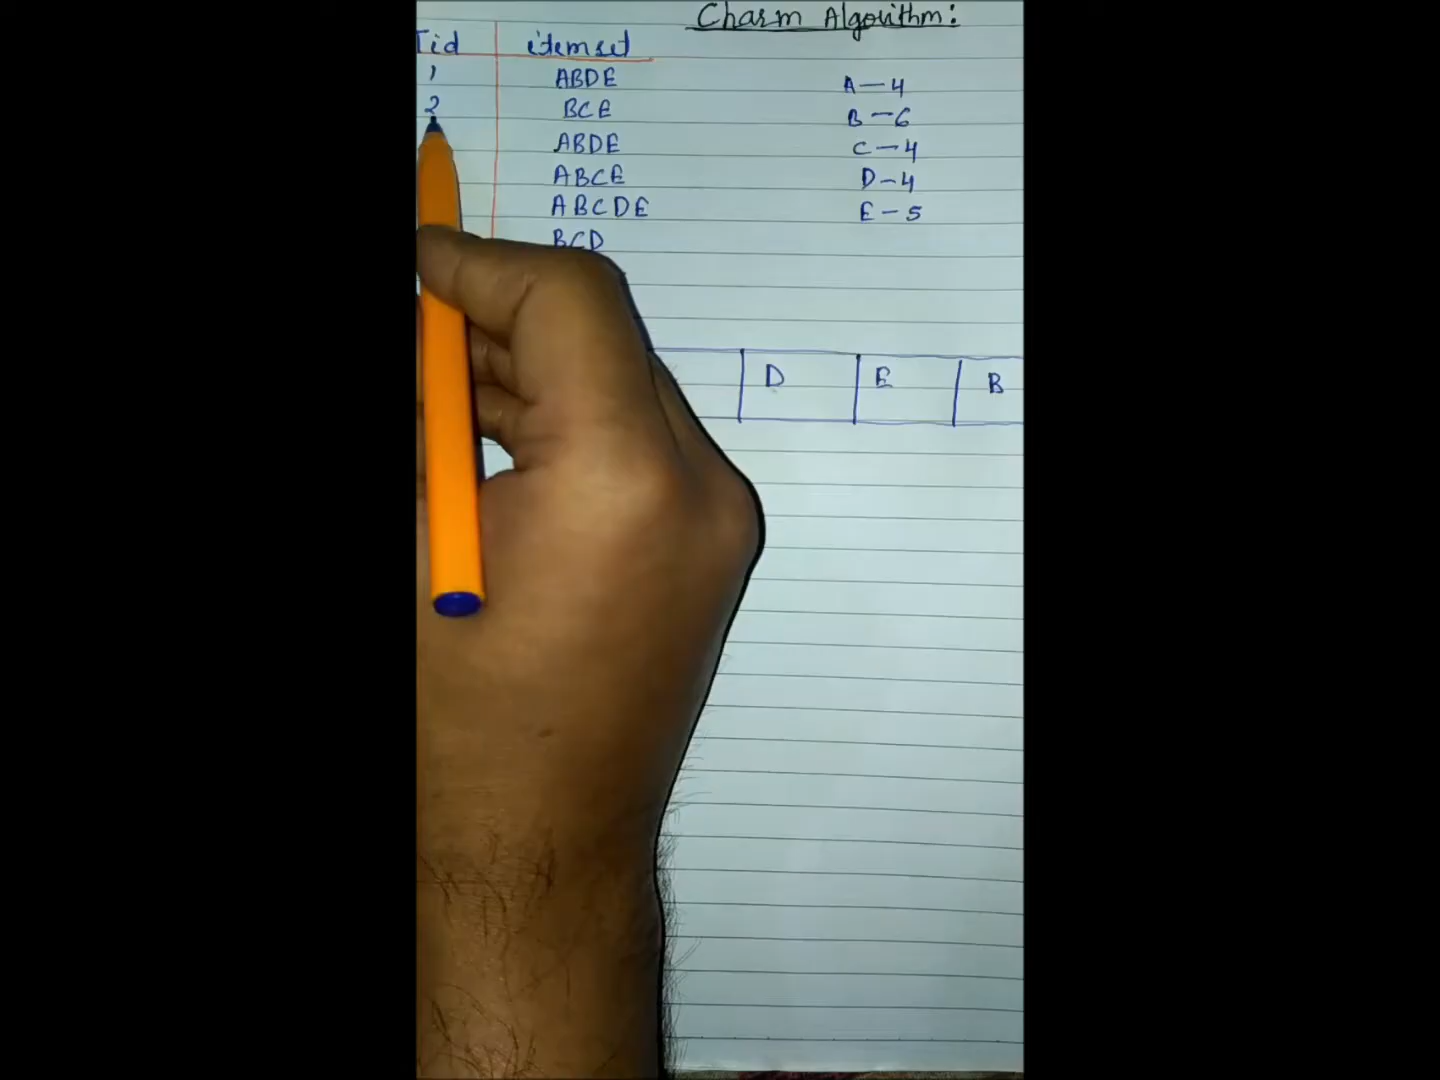 Charm Algorithm:
Tid itemset
1 ABDE
2 BCE
ABDE
ABCE
ABCDE
BCD
A - 4
B - 6
C - 4
D - 4
E - 5
D E B